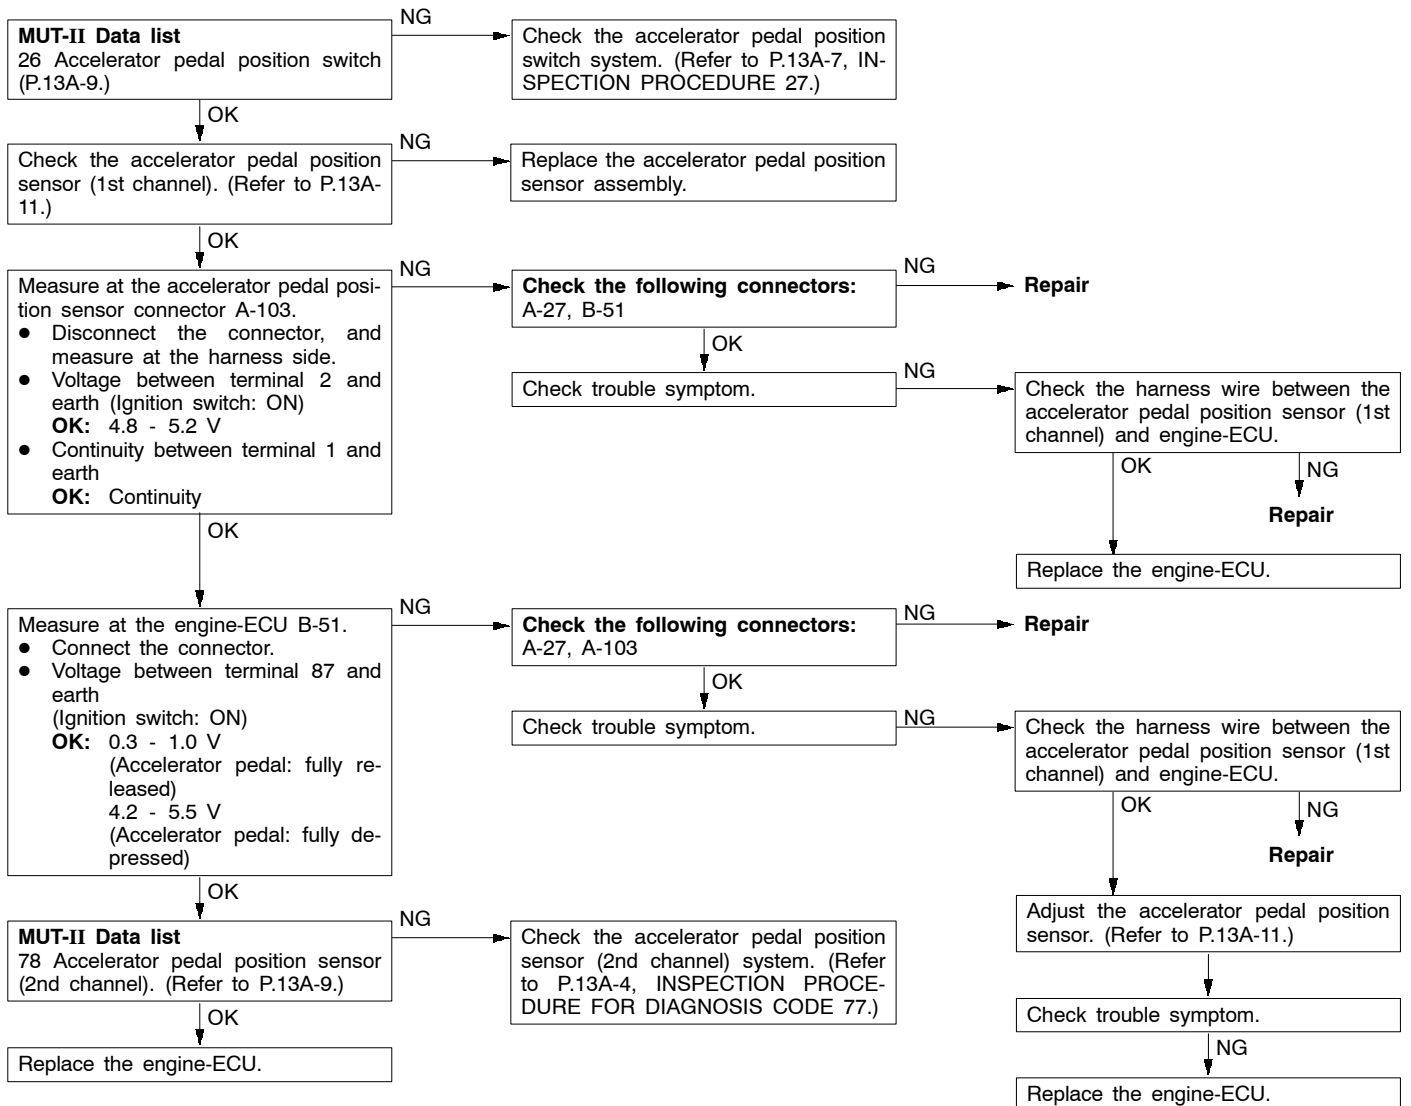 MUT-II Data list
26 Accelerator pedal position switch
(P.13A-9.)
NG
Check the accelerator pedal position
switch system. (Refer to P.13A-7, IN-
SPECTION PROCEDURE 27.)
OK
Check the accelerator pedal position
sensor (1st channel). (Refer to P.13A-
11.)
NG
Replace the accelerator pedal position
sensor assembly.
OK
Measure at the accelerator pedal posi-
tion sensor connector A-103.
● Disconnect the connector, and
measure at the harness side.
● Voltage between terminal 2 and
earth (Ignition switch: ON)
OK: 4.8 - 5.2 V
● Continuity between terminal 1 and
earth
OK: Continuity
NG
Check the following connectors:
A-27, B-51
NG
Repair
OK
Check trouble symptom.
NG
Check the harness wire between the
accelerator pedal position sensor (1st
channel) and engine-ECU.
OK
NG
Repair
Replace the engine-ECU.
OK
Measure at the engine-ECU B-51.
● Connect the connector.
● Voltage between terminal 87 and
earth
(Ignition switch: ON)
OK: 0.3 - 1.0 V
(Accelerator pedal: fully re-
leased)
4.2 - 5.5 V
(Accelerator pedal: fully de-
pressed)
NG
Check the following connectors:
A-27, A-103
NG
Repair
OK
Check trouble symptom.
NG
Check the harness wire between the
accelerator pedal position sensor (1st
channel) and engine-ECU.
OK
NG
Repair
Adjust the accelerator pedal position
sensor. (Refer to P.13A-11.)
Check trouble symptom.
NG
Replace the engine-ECU.
OK
MUT-II Data list
78 Accelerator pedal position sensor
(2nd channel). (Refer to P.13A-9.)
NG
Check the accelerator pedal position
sensor (2nd channel) system. (Refer
to P.13A-4, INSPECTION PROCE-
DURE FOR DIAGNOSIS CODE 77.)
OK
Replace the engine-ECU.